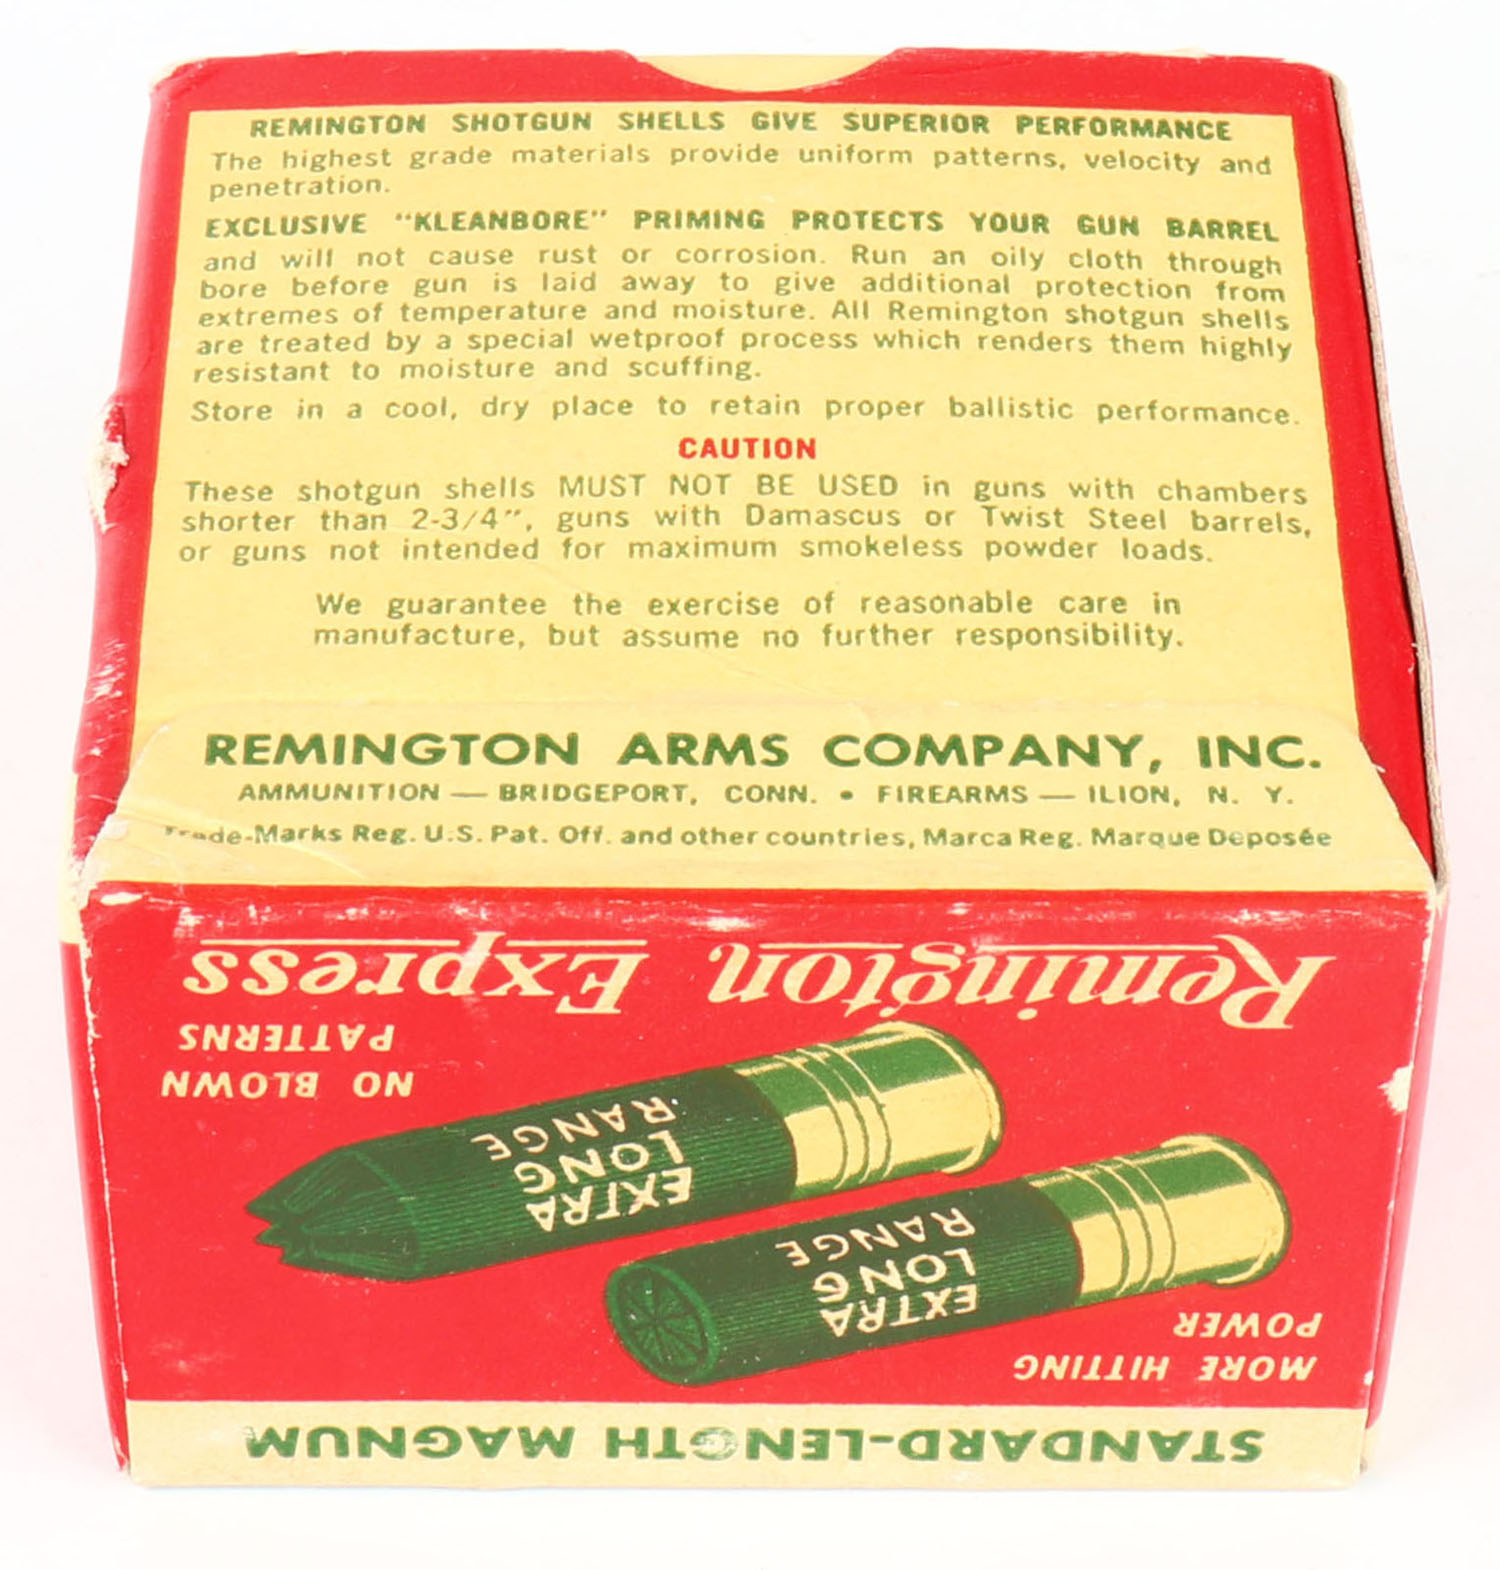 REMINGTON SHOTGUN SHELLS GIVE SUPERIOR PERFORMANCE
The highest grade materials provide uniform patterns, velocity and
penetration.
EXCLUSIVE "KLEANBORE" PRIMING PROTECTS YOUR GUN BARREL
and will not cause rust or corrosion. Run an oily cloth through
bore before gun is laid away to give additional protection from
extremes of temperature and moisture. All Remington shotgun shells
are treated by a special wetproof process which renders them highly
resistant to moisture and scuffing.
Store in a cool, dry place to retain proper ballistic performance.
CAUTION
These shotgun shells MUST NOT BE USED in guns with chambers
shorter than 2-3/4", guns with Damascus or Twist Steel barrels,
or guns not intended for maximum smokeless powder loads.
We guarantee the exercise of reasonable care in
manufacture, but assume no further responsibility.
REMINGTON ARMS COMPANY, INC.
AMMUNITION — BRIDGEPORT, CONN. • FIREARMS — ILION, N. Y.
Trade-Marks Reg. U.S. Pat. Off. and other countries, Marca Reg. Marque Deposée
STANDARD-LENGTH MAGNUM
MORE HITTING
POWER
EXTRA
LONG
RANGE
EXTRA
LONG
RANGE
NO BLOWN
PATTERNS
Remington Express